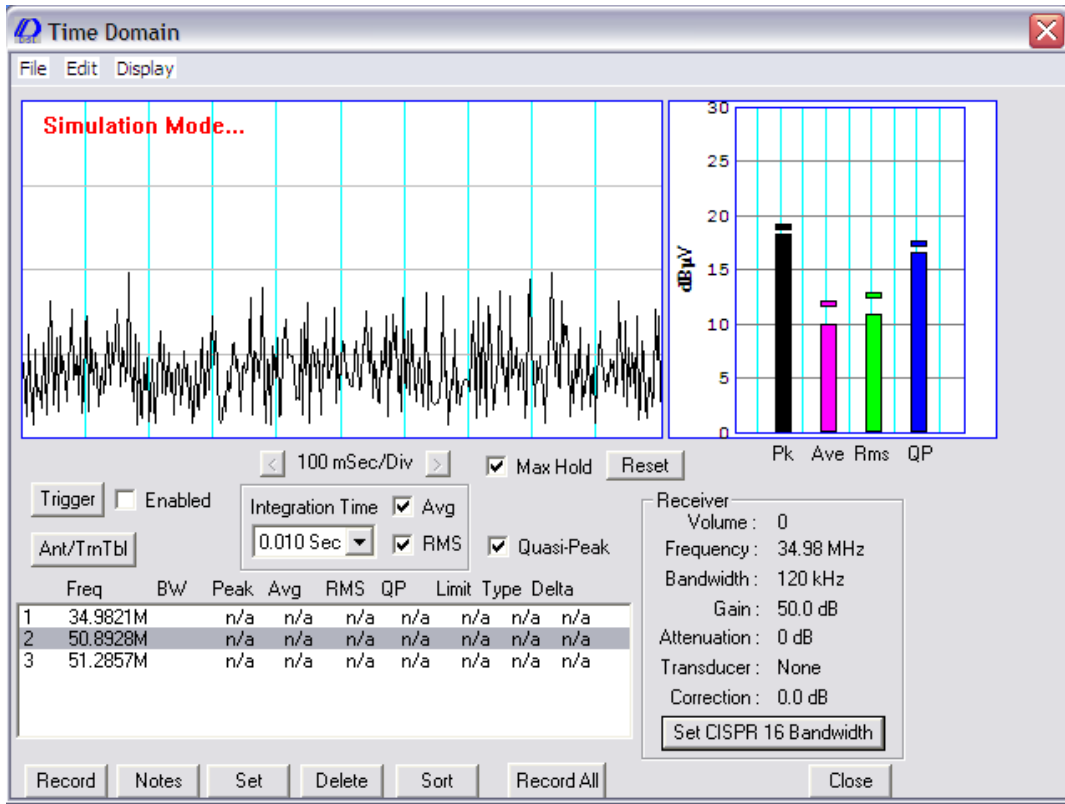 Time Domain
File Edit Display
Simulation Mode...
30
25
20
15
10
5
0
dBµV
Pk Ave Rms QP
< 100 mSec/Div > Max Hold Reset
Trigger Enabled
Integration Time Avg
0.010 Sec RMS
Quasi-Peak
Ant/TrnTbl
Receiver
Volume : 0
Frequency : 34.98 MHz
Bandwidth : 120 kHz
Gain : 50.0 dB
Attenuation : 0 dB
Transducer : None
Correction : 0.0 dB
Set CISPR 16 Bandwidth
Freq BW Peak Avg RMS QP Limit Type Delta
1 34.9821M n/a n/a n/a n/a n/a n/a n/a
2 50.8928M n/a n/a n/a n/a n/a n/a n/a
3 51.2857M n/a n/a n/a n/a n/a n/a n/a
Record Notes Set Delete Sort Record All Close